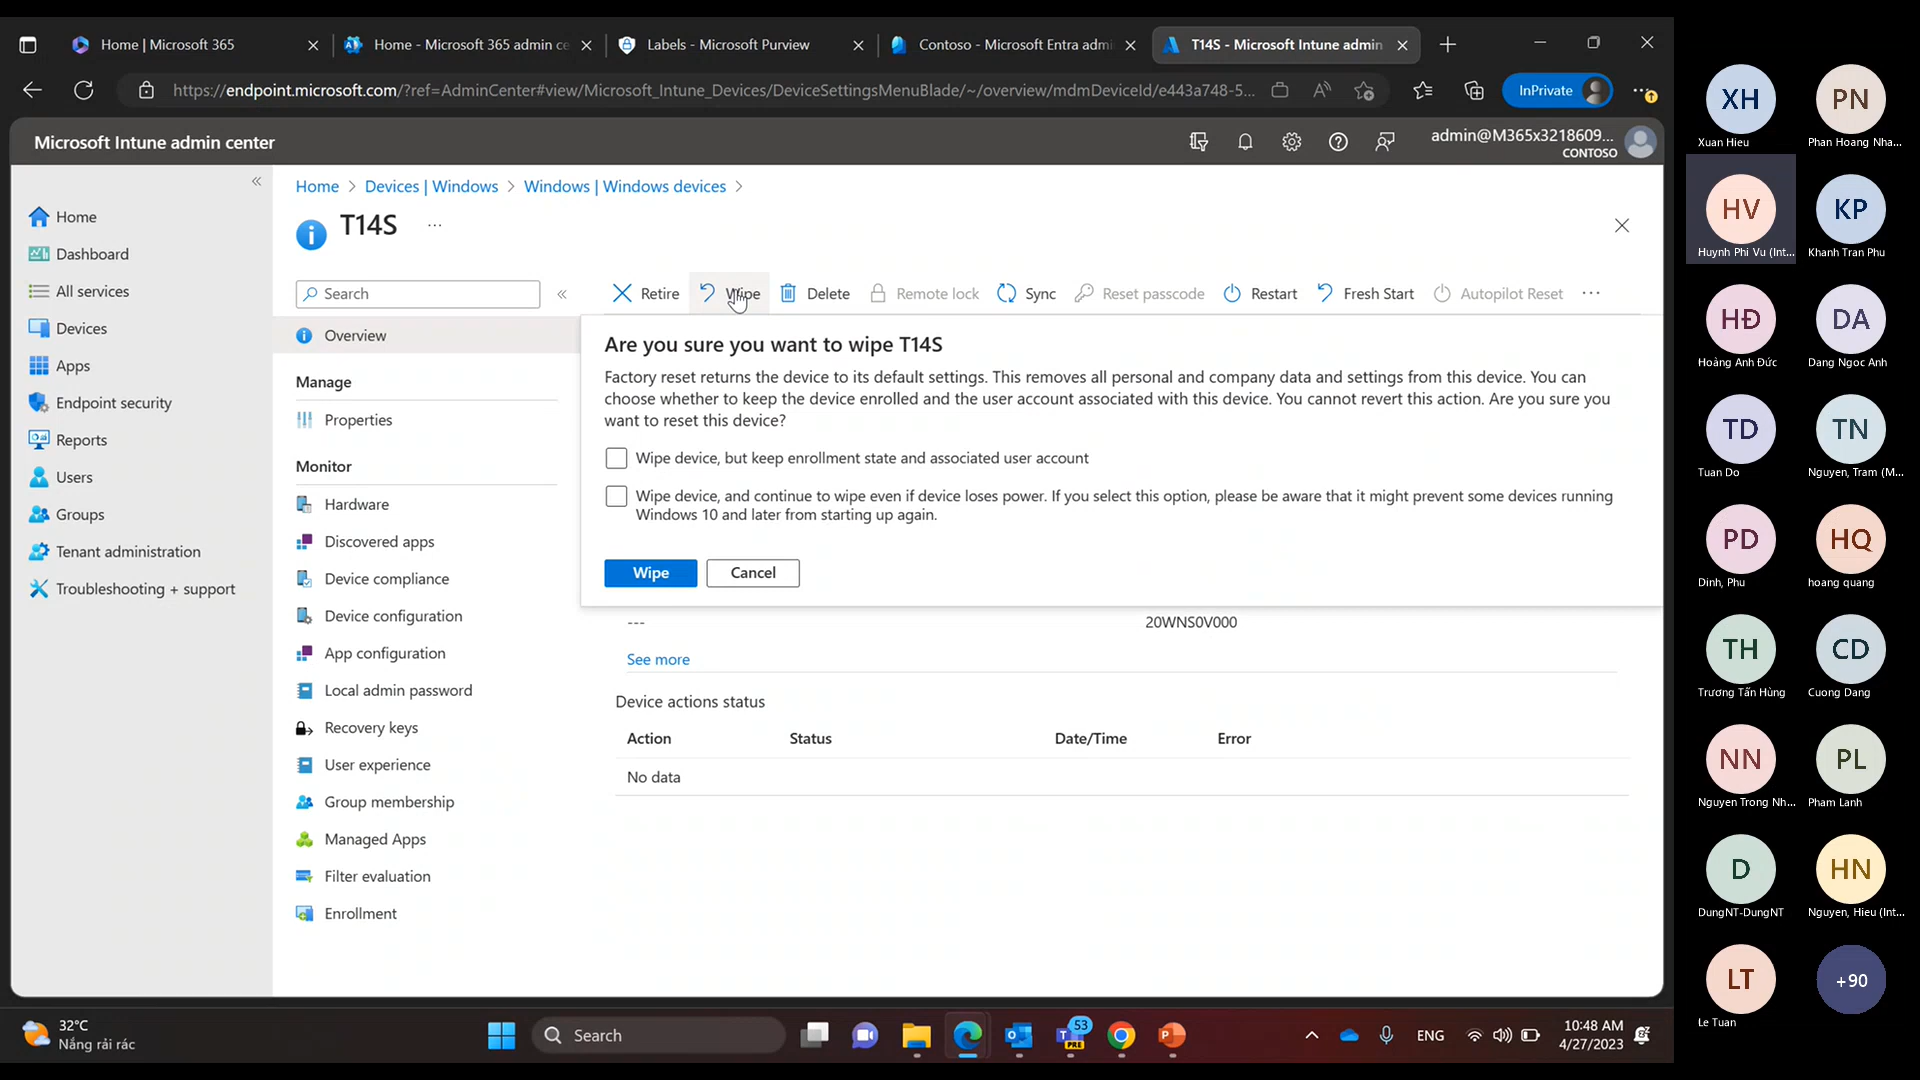 Home | Microsoft 365
Home - Microsoft 365 admin ce
Labels - Microsoft Purview
Contoso - Microsoft Entra admi
T14S - Microsoft Intune admin
https://endpoint.microsoft.com/?ref=AdminCenter#view/Microsoft_Intune_Devices/DeviceSettingsMenuBlade/~/overview/mdmDeviceId/e443a748-5...
InPrivate
Microsoft Intune admin center
admin@M365x3218609...
CONTOSO
Home
Dashboard
All services
Devices
Apps
Endpoint security
Reports
Users
Groups
Tenant administration
Troubleshooting + support
Home > Devices | Windows > Windows | Windows devices >
T14S
Search
Overview
Manage
Properties
Monitor
Hardware
Discovered apps
Device compliance
Device configuration
App configuration
Local admin password
Recovery keys
User experience
Group membership
Managed Apps
Filter evaluation
Enrollment
Retire
Wipe
Delete
Remote lock
Sync
Reset passcode
Restart
Fresh Start
Autopilot Reset
Are you sure you want to wipe T14S
Factory reset returns the device to its default settings. This removes all personal and company data and settings from this device. You can
choose whether to keep the device enrolled and the user account associated with this device. You cannot revert this action. Are you sure you
want to reset this device?
Wipe device, but keep enrollment state and associated user account
Wipe device, and continue to wipe even if device loses power. If you select this option, please be aware that it might prevent some devices running
Windows 10 and later from starting up again.
Wipe
Cancel
---
20WNS0V000
See more
Device actions status
Action Status Date/Time Error
No data
32°C
Nắng rải rác
Search
53
PRE
ENG
10:48 AM
4/27/2023
XH
Xuan Hieu
PN
Phan Hoang Nha...
HV
Huynh Phi Vu (Int...
KP
Khanh Tran Phu
HĐ
Hoàng Anh Đức
DA
Dang Ngoc Anh
TD
Tuan Do
TN
Nguyen, Tram (M...
PD
Dinh, Phu
HQ
hoang quang
TH
Trương Tấn Hùng
CD
Cuong Dang
NN
Nguyen Trong Nh...
PL
Pham Lanh
D
DungNT-DungNT
HN
Nguyen, Hieu (Int...
LT
Le Tuan
+90